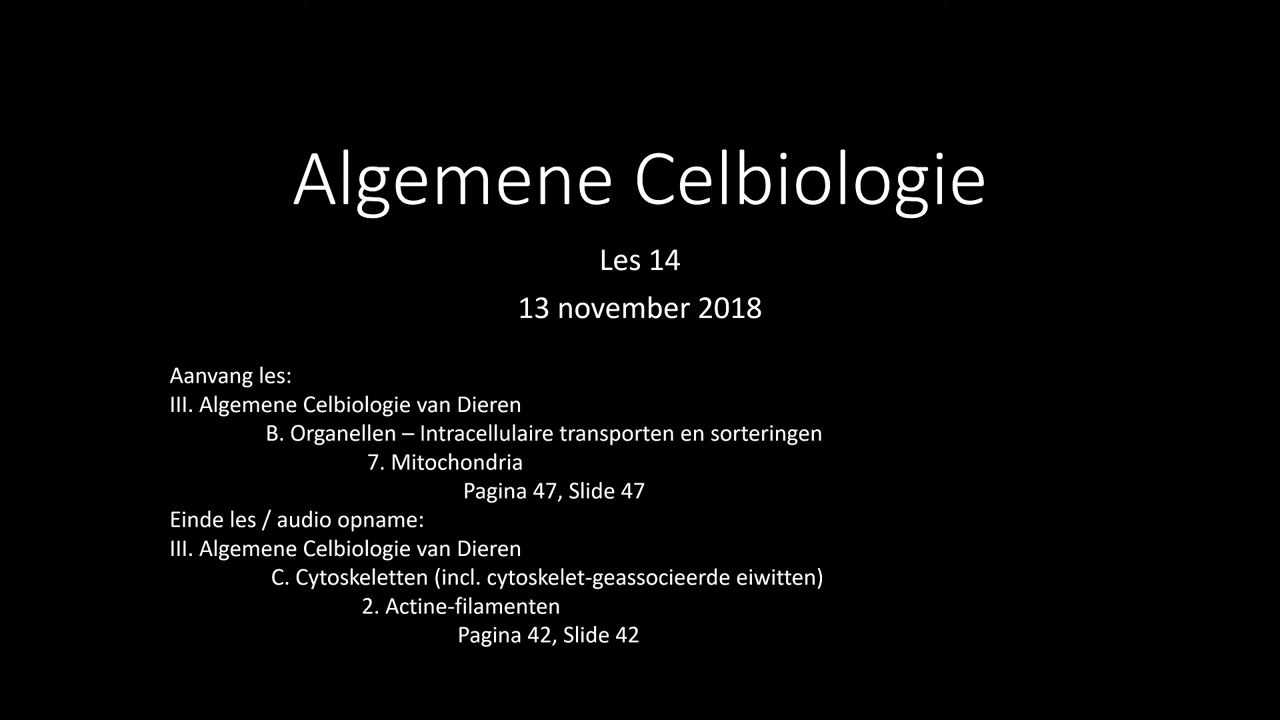 Algemene Celbiologie
Les 14
13 november 2018
Aanvang les:
III. Algemene Celbiologie van Dieren
B. Organellen – Intracellulaire transporten en sorteringen
7. Mitochondria
Pagina 47, Slide 47
Einde les / audio opname:
III. Algemene Celbiologie van Dieren
C. Cytoskeletten (incl. cytoskelet-geassocieerde eiwitten)
2. Actine-filamenten
Pagina 42, Slide 42